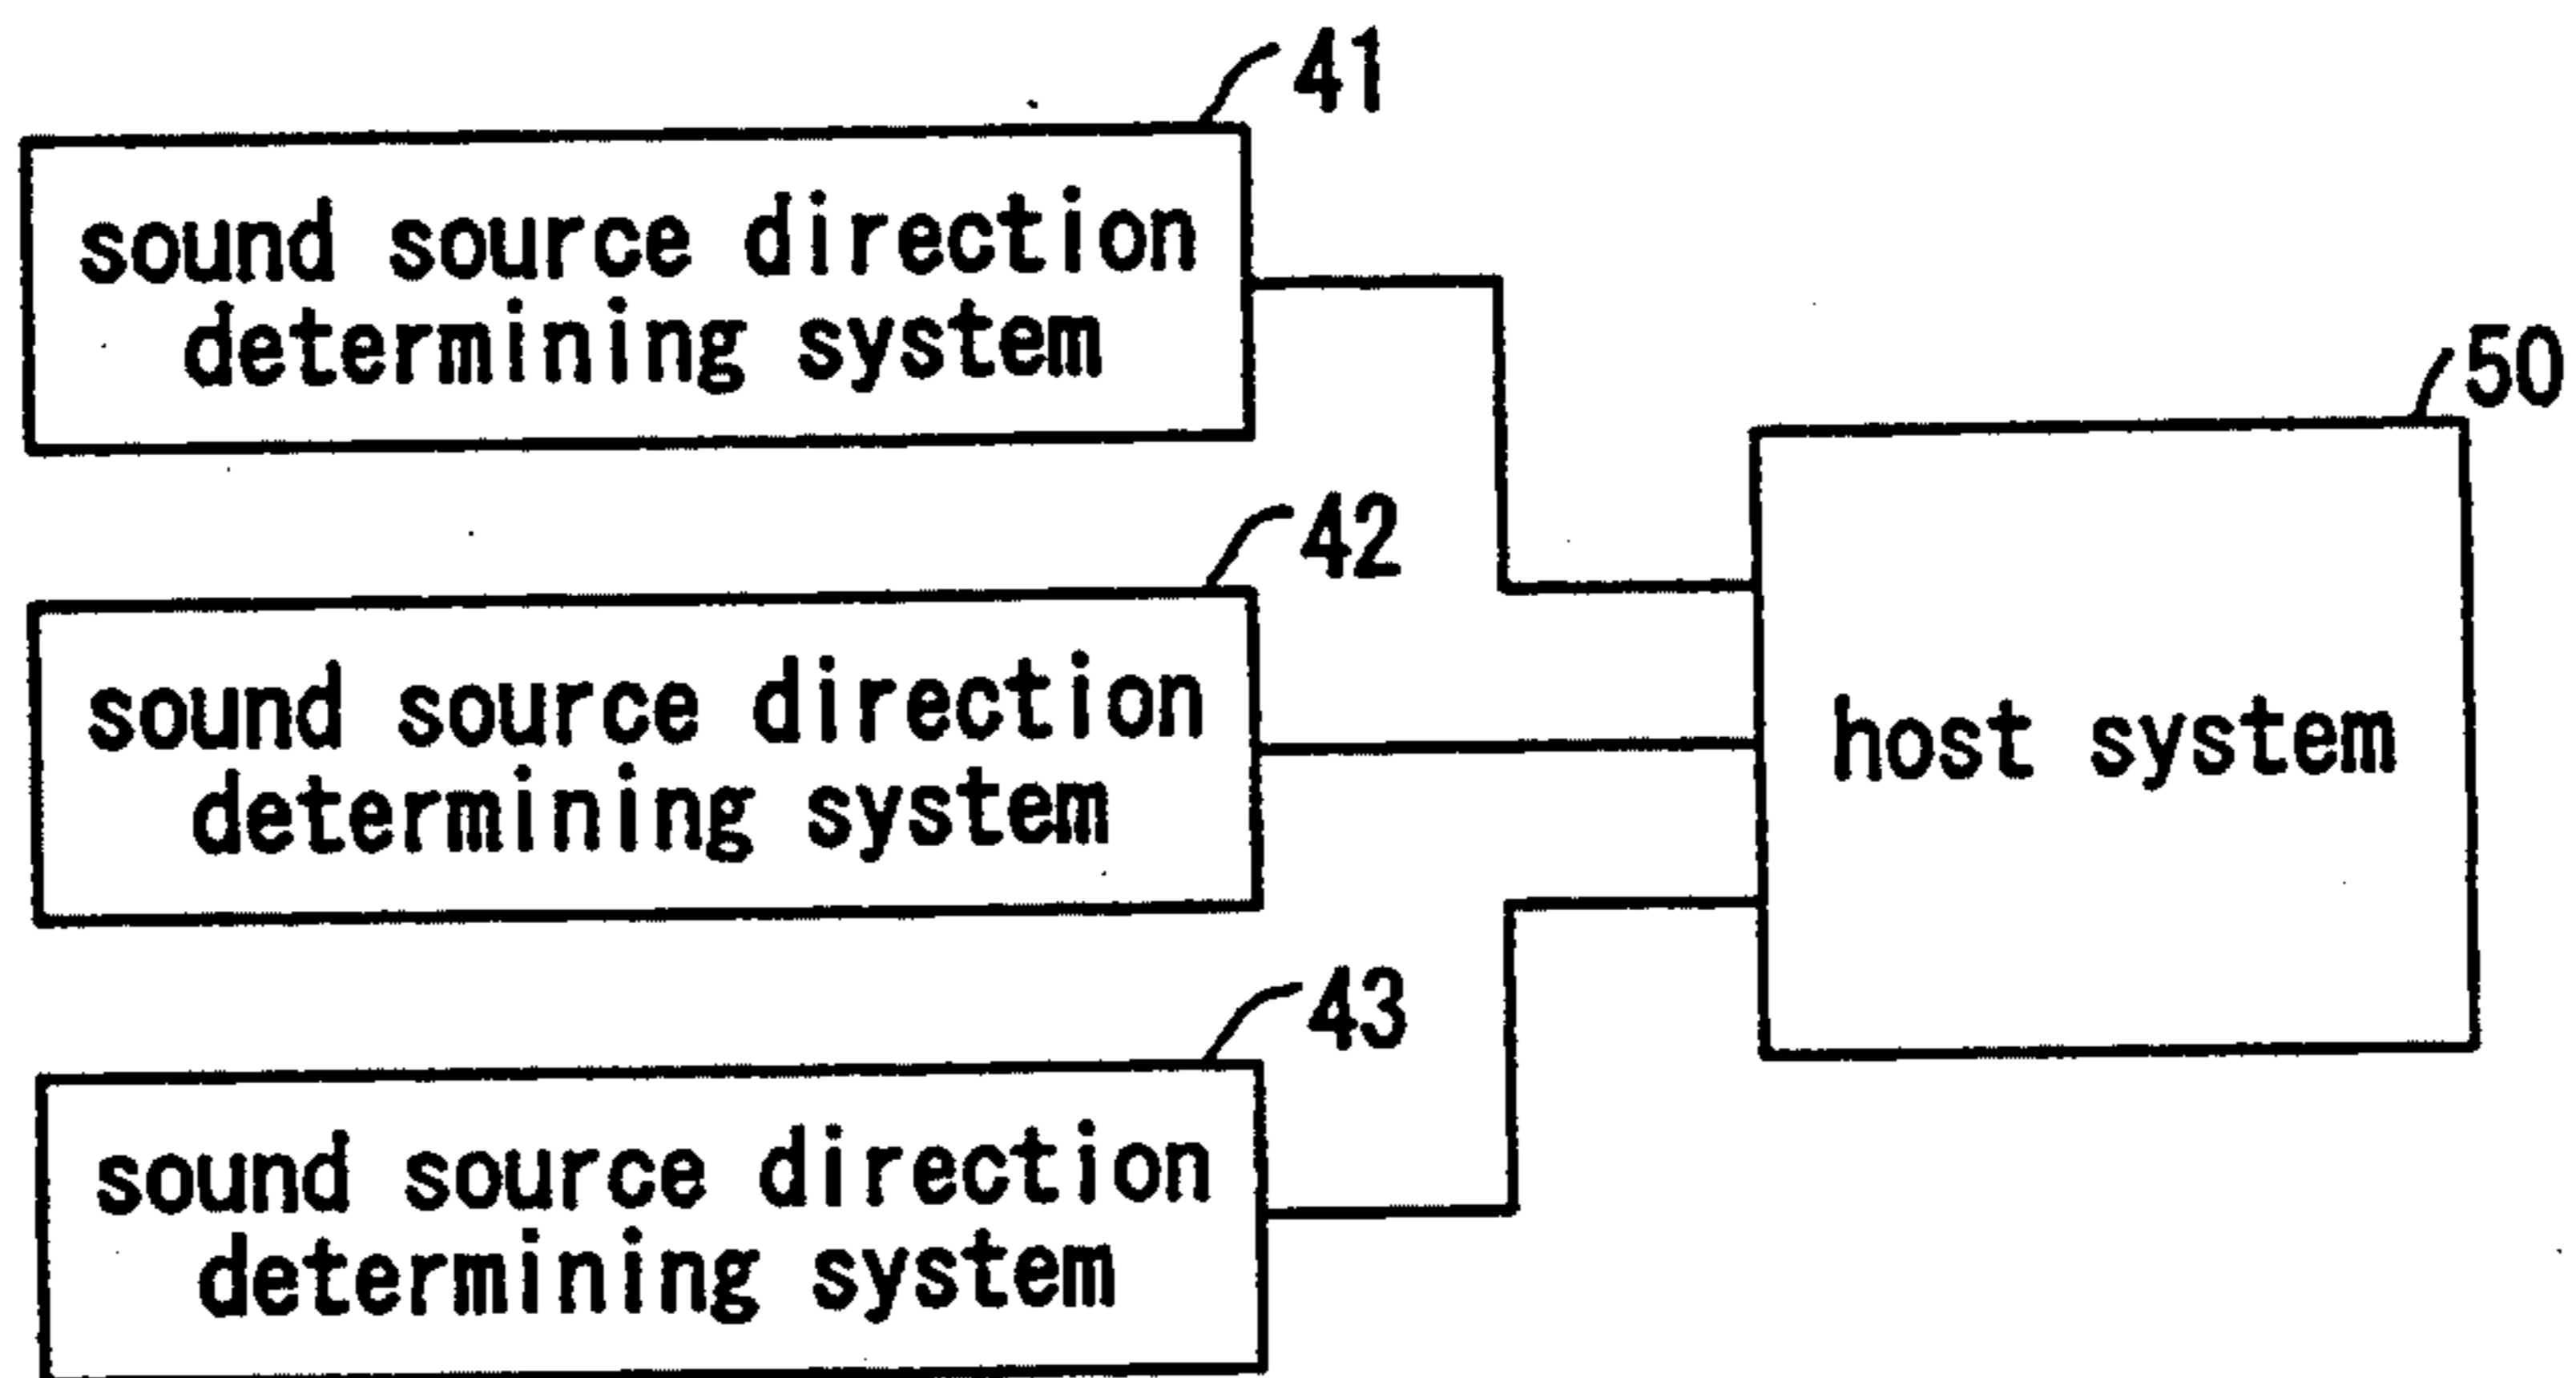 41
sound source direction
determining system
50
42
sound source direction
determining system
host system
43
sound source direction
determining system